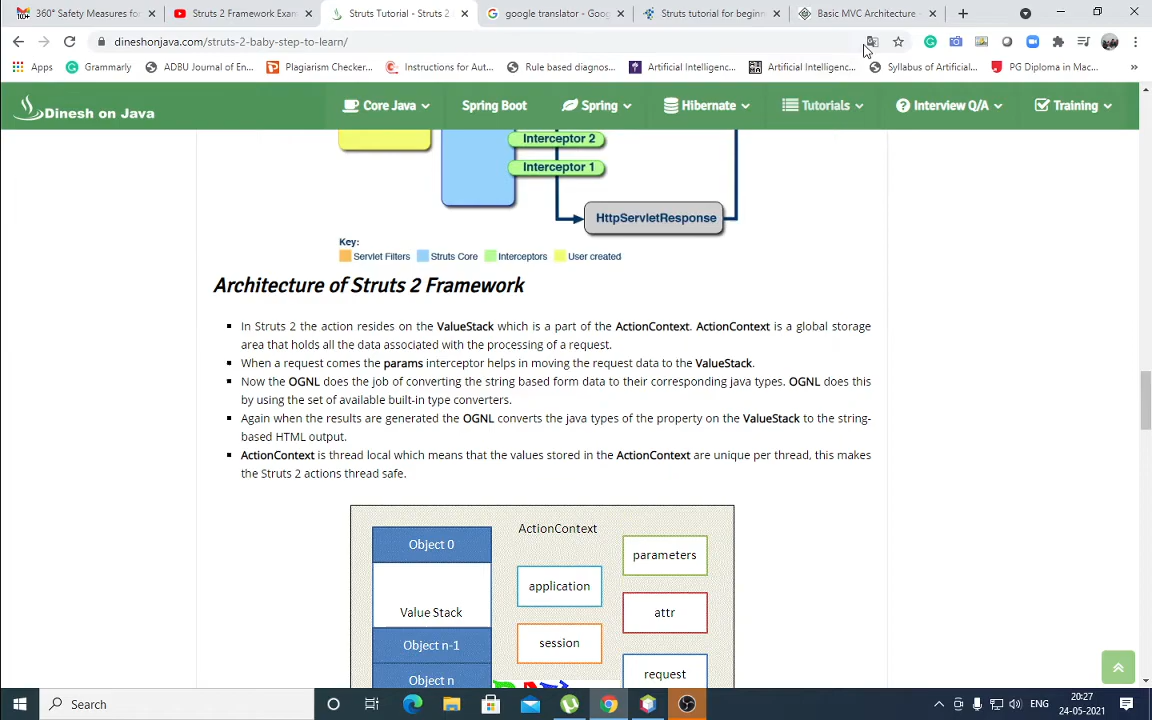 360° Safety Measures for
Struts 2 Framework Exam
Struts Tutorial - Struts 2
google translator - Goo
Struts tutorial for beginn
Basic MVC Architecture -
dineshonjava.com/struts-2-baby-step-to-learn/
Apps
Grammarly
ADBU Journal of En...
Plagiarism Checker...
Instructions for Aut...
Rule based diagnos...
Artificial Intelligenc...
Artificial Intelligenc...
Syllabus of Artificial...
PG Diploma in Mac...
»
Dinesh on Java
Core Java
Spring Boot
Spring
Hibernate
Tutorials
Interview Q/A
Training
Interceptor 2
Interceptor 1
HttpServletResponse
Key:
Servlet Filters
Struts Core
Interceptors
User created
Architecture of Struts 2 Framework
In Struts 2 the action resides on the ValueStack which is a part of the ActionContext. ActionContext is a global storage
area that holds all the data associated with the processing of a request.
When a request comes the params interceptor helps in moving the request data to the ValueStack.
Now the OGNL does the job of converting the string based form data to their corresponding java types. OGNL does this
by using the set of available built-in type converters.
Again when the results are generated the OGNL converts the java types of the property on the ValueStack to the string-
based HTML output.
ActionContext is thread local which means that the values stored in the ActionContext are unique per thread, this makes
the Struts 2 actions thread safe.
ActionContext
Object 0
parameters
application
Value Stack
attr
session
Object n-1
request
Object n
Search
ENG
20:27
24-05-2021